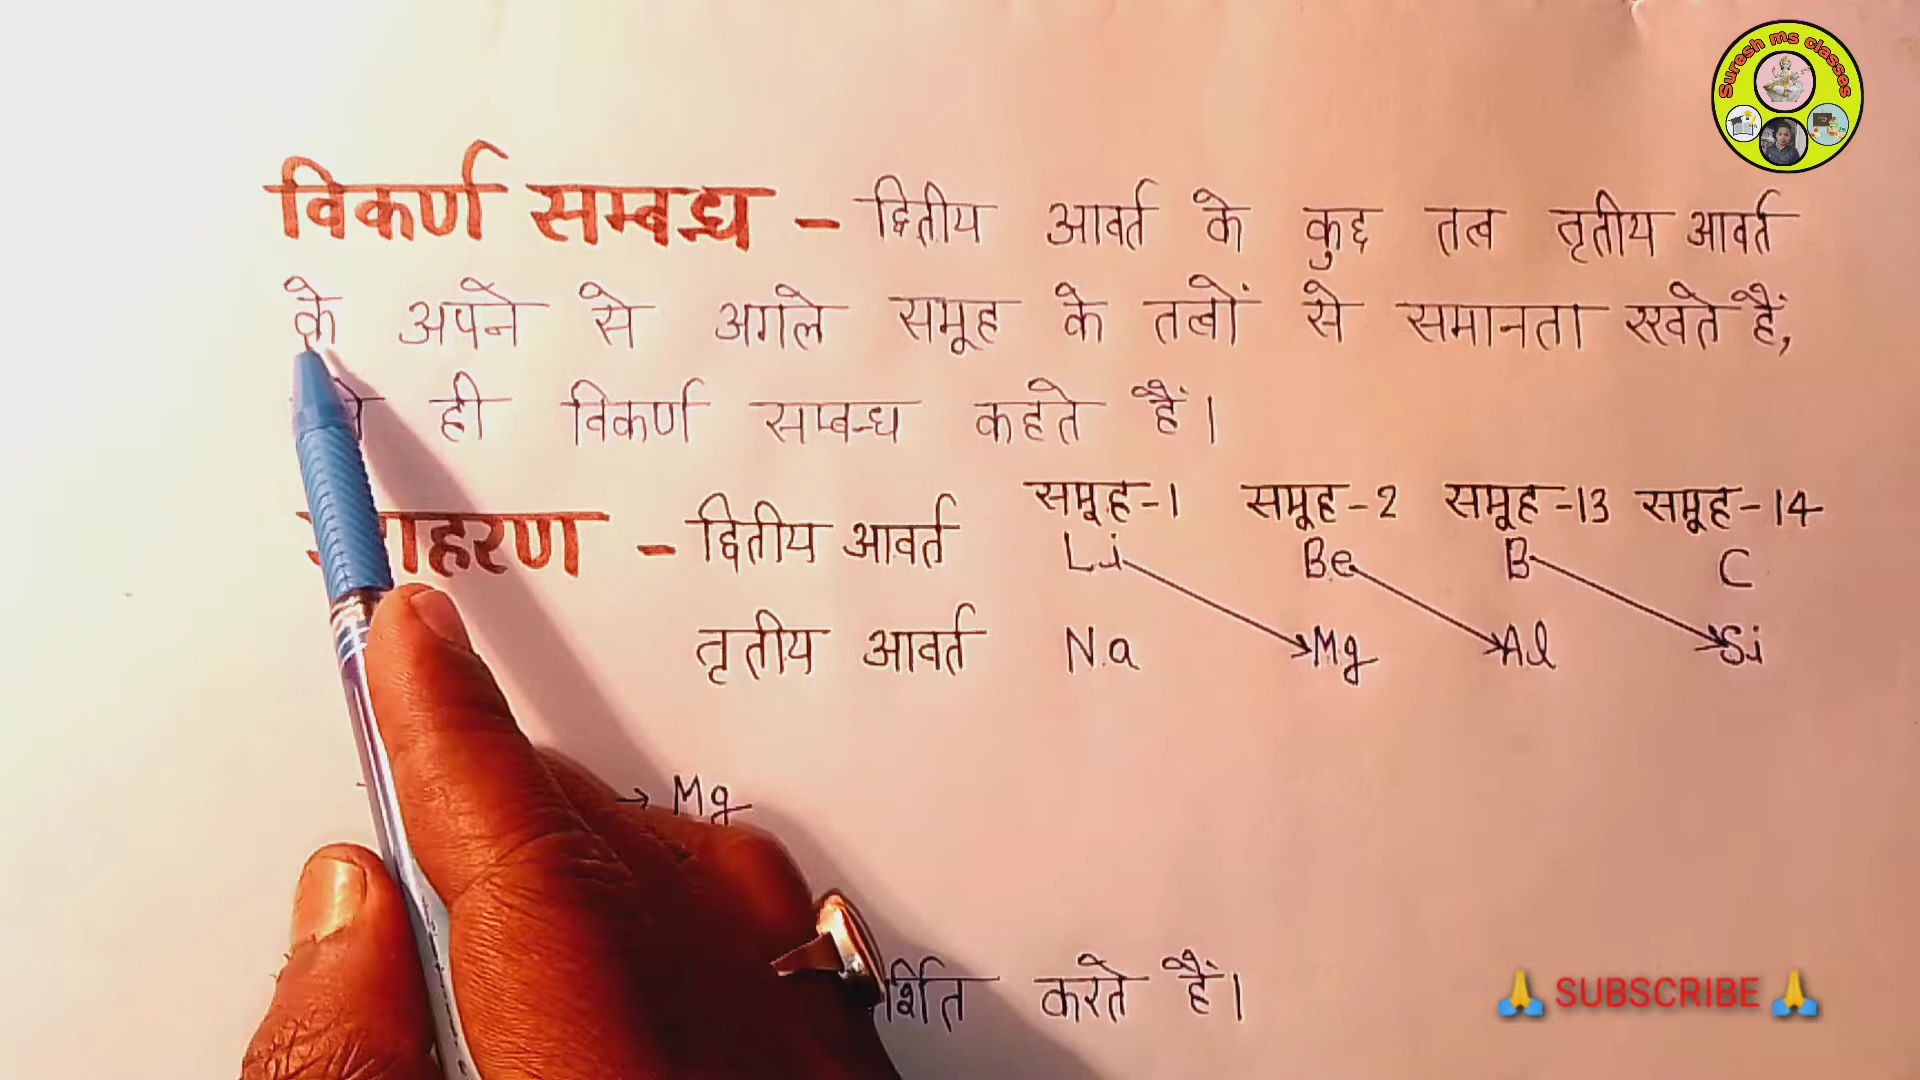 Suresh ms classes
विकर्ण सम्बन्ध - द्वितीय आवर्त के कुछ तत्व तृतीय आवर्त
के अपने से अगले समूह के तत्वों से समानता रखते हैं,
ही विकर्ण सम्बन्ध कहते हैं।
समूह-1 समूह-2 समूह-13 समूह-14
- द्वितीय आवर्त Li Be B C
तृतीय आवर्त Na Mg Al Si
→ Mg
करते हैं।
🙏 SUBSCRIBE 🙏